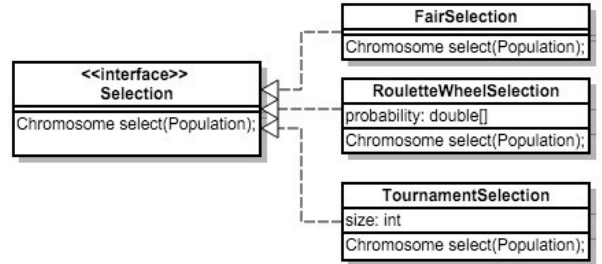 <<interface>>
Selection
Chromosome select(Population);
FairSelection
Chromosome select(Population);
RouletteWheelSelection
probability: double[]
Chromosome select(Population);
TournamentSelection
size: int
Chromosome select(Population);